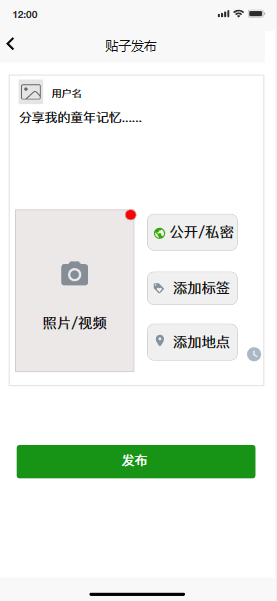 12:00
贴子发布
用户名
分享我的童年记忆......
公开/私密
添加标签
照片/视频
添加地点
发布